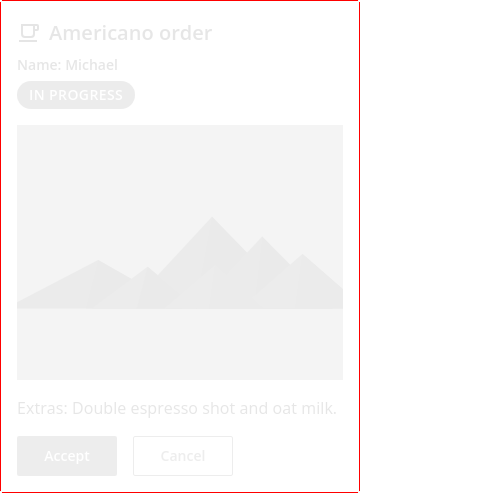 Americano order
Name: Michael
IN PROGRESS
Extras: Double espresso shot and oat milk.
Accept
Cancel